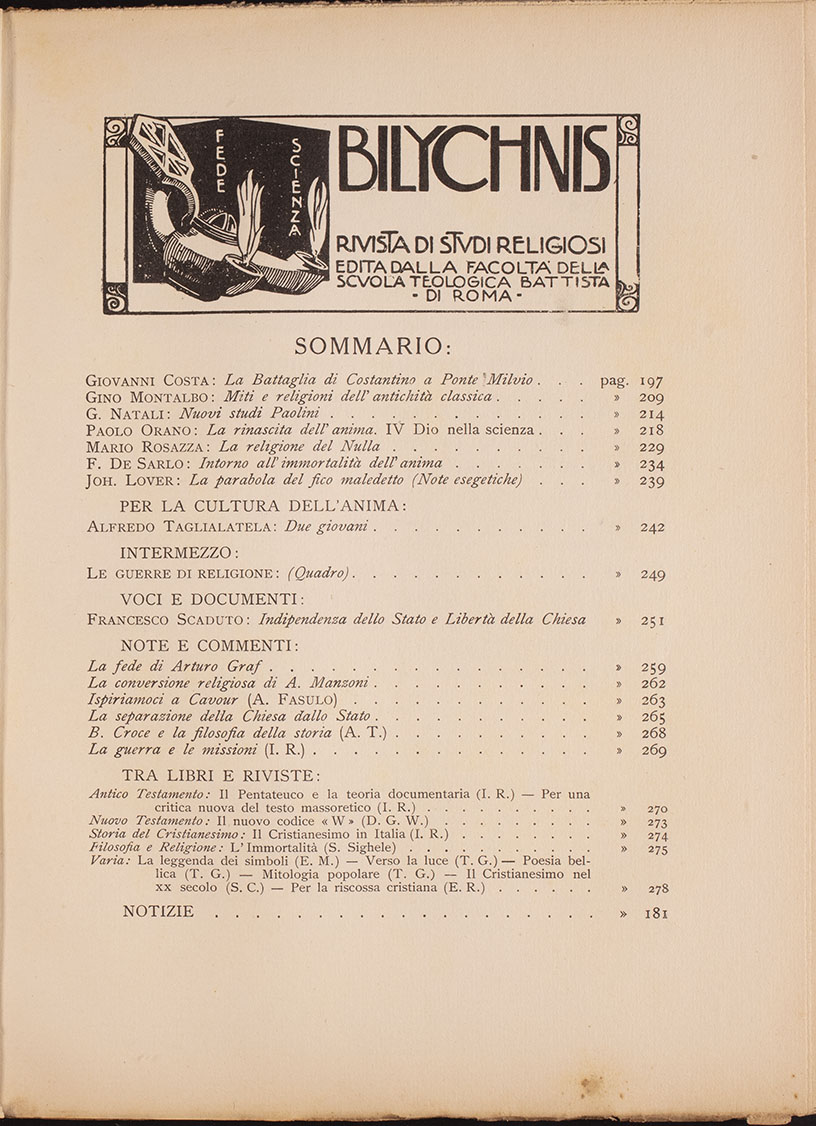 FEDE
SCIENZA
BILYCHNIS
RIVISTA DI STVDI RELIGIOSI
EDITA DALLA FACOLTA' DELLA
SCVOLA TEOLOGICA BATTISTA
- DI ROMA -
SOMMARIO:
GIOVANNI COSTA: La Battaglia di Costantino a Ponte Milvio . . . pag. 197
GINO MONTALBO: Miti e religioni dell'antichità classica . . . . . » 209
G. NATALI: Nuovi studi Paolini . . . . . . . . . . . . » 214
PAOLO ORANO: La rinascita dell'anima. IV Dio nella scienza . . . » 218
MARIO ROSAZZA: La religione del Nulla . . . . . . . . . » 229
F. DE SARLO: Intorno all'immortalità dell'anima . . . . . . » 234
JOH. LOVER: La parabola del fico maledetto (Note esegetiche) . . . » 239
PER LA CULTURA DELL'ANIMA:
ALFREDO TAGLIALATELA: Due giovani . . . . . . . . . . . » 242
INTERMEZZO:
LE GUERRE DI RELIGIONE: (Quadro) . . . . . . . . . . . . » 249
VOCI E DOCUMENTI:
FRANCESCO SCADUTO: Indipendenza dello Stato e Libertà della Chiesa » 251
NOTE E COMMENTI:
La fede di Arturo Graf . . . . . . . . . . . . . . . . » 259
La conversione religiosa di A. Manzoni . . . . . . . . . . . » 262
Ispiriamoci a Cavour (A. FASULO) . . . . . . . . . . . . » 263
La separazione della Chiesa dallo Stato . . . . . . . . . . . » 265
B. Croce e la filosofia della storia (A. T.) . . . . . . . . . . » 268
La guerra e le missioni (I. R.) . . . . . . . . . . . . . . » 269
TRA LIBRI E RIVISTE:
Antico Testamento: Il Pentateuco e la teoria documentaria (I. R.) — Per una
critica nuova del testo massoretico (I. R.) . . . . . . . . . . » 270
Nuovo Testamento: Il nuovo codice « W » (D. G. W.) . . . . . . . . . » 273
Storia del Cristianesimo: Il Cristianesimo in Italia (I. R.) . . . . . . . . » 274
Filosofia e Religione: L'Immortalità (S. Sighele) . . . . . . . . . . . » 275
Varia: La leggenda dei simboli (E. M.) — Verso la luce (T. G.) — Poesia bel-
lica (T. G.) — Mitologia popolare (T. G.) — Il Cristianesimo nel
XX secolo (S. C.) — Per la riscossa cristiana (E. R.) . . . . . . » 278
NOTIZIE . . . . . . . . . . . . . . . . . . . » 181